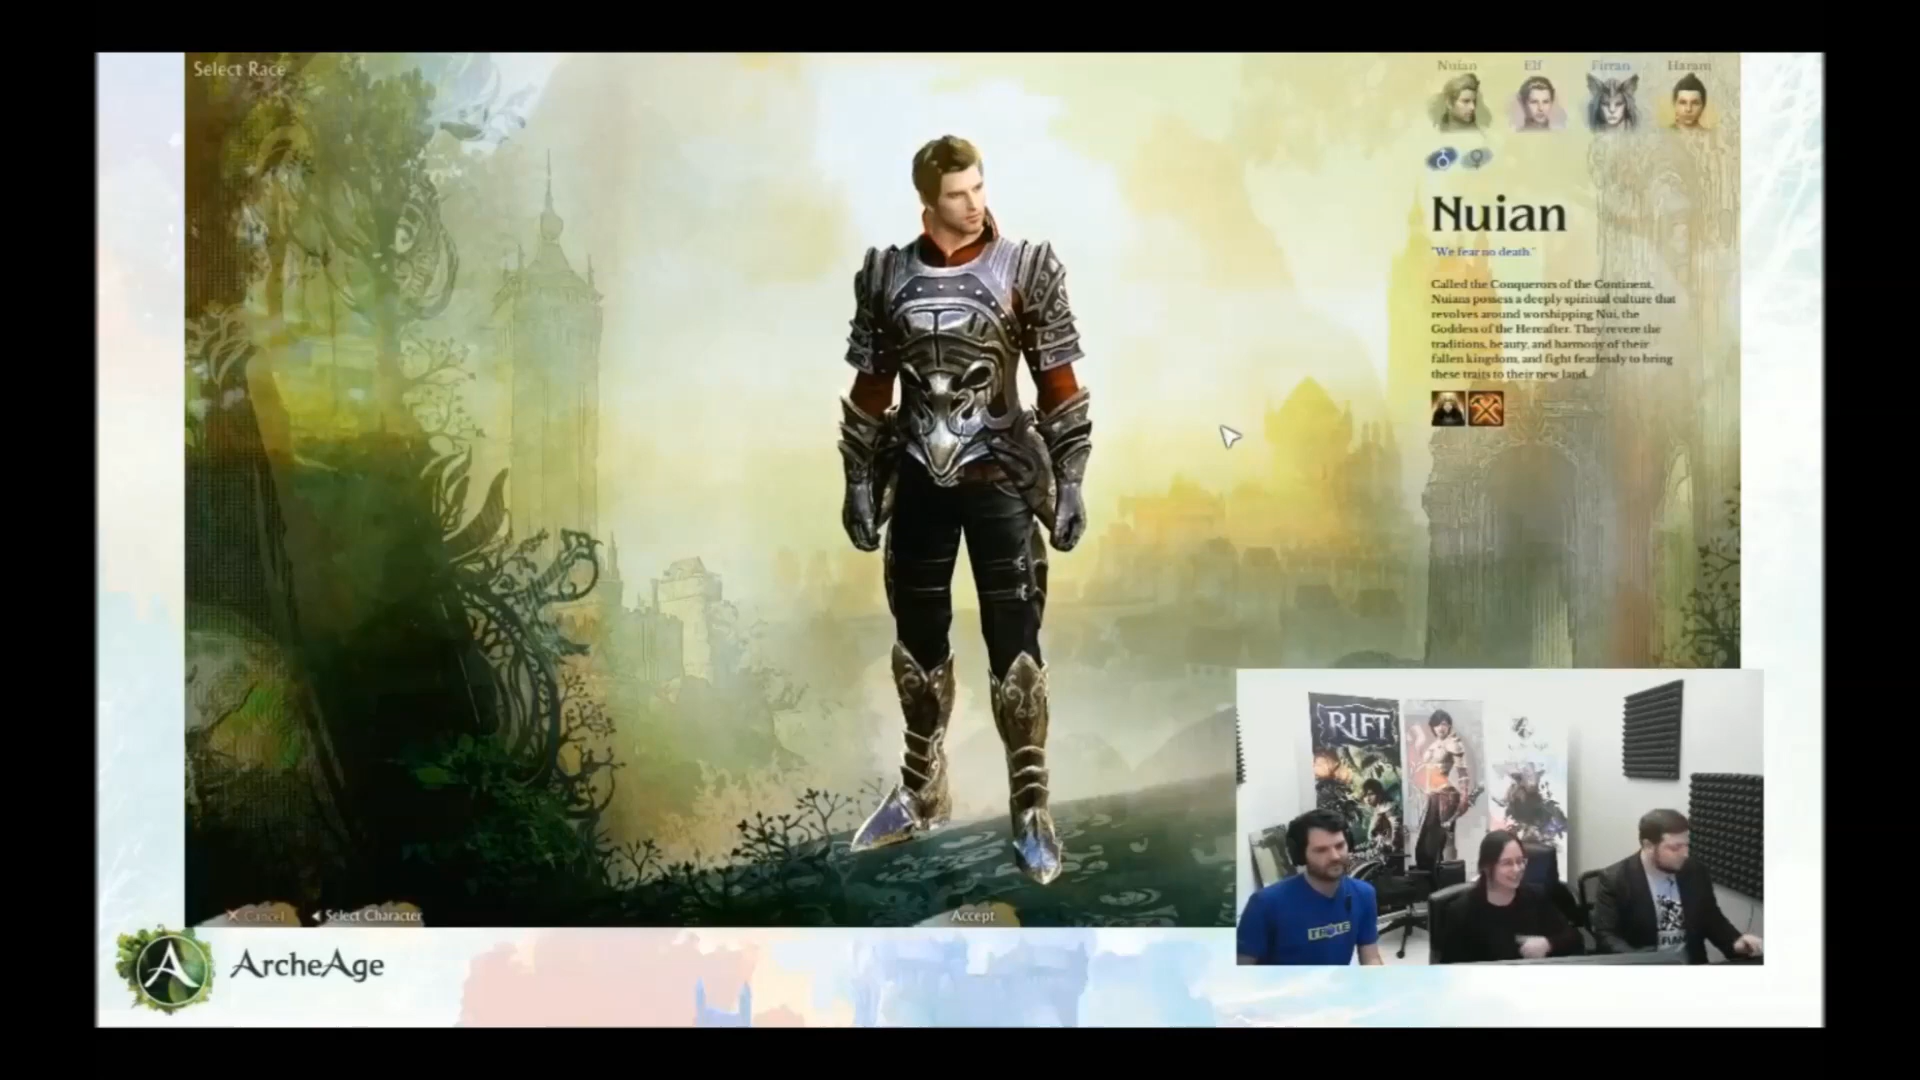 Select Race
Nuian Elf Firran Harani
Nuian
"We fear no death."
Called the Conquerors of the Continent,
Nuians possess a deeply spiritual culture that
revolves around worshipping Nui, the
Goddess of the Hereafter. They revere the
traditions, beauty, and harmony of their
fallen kingdom, and fight fearlessly to bring
these traits to their new land.
RIFT
TRION
Cancel Select Character
Accept
ArcheAge